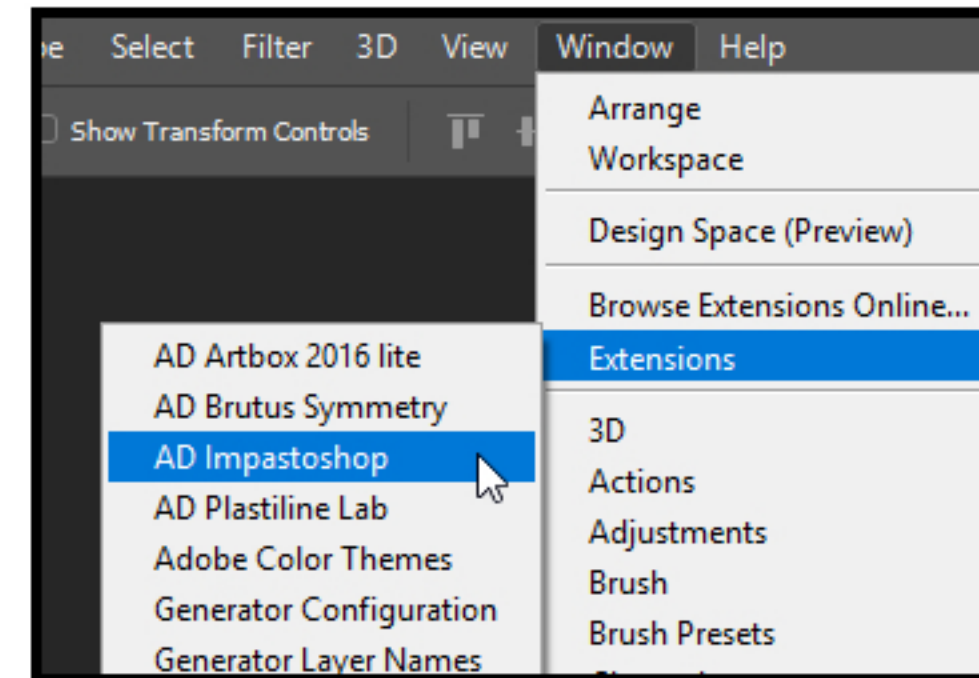 Select Filter 3D View Window Help
Show Transform Controls
Arrange
Workspace
Design Space (Preview)
Browse Extensions Online...
Extensions
3D
Actions
Adjustments
Brush
Brush Presets
AD Artbox 2016 lite
AD Brutus Symmetry
AD Impastoshop
AD Plastiline Lab
Adobe Color Themes
Generator Configuration
Generator Layer Names